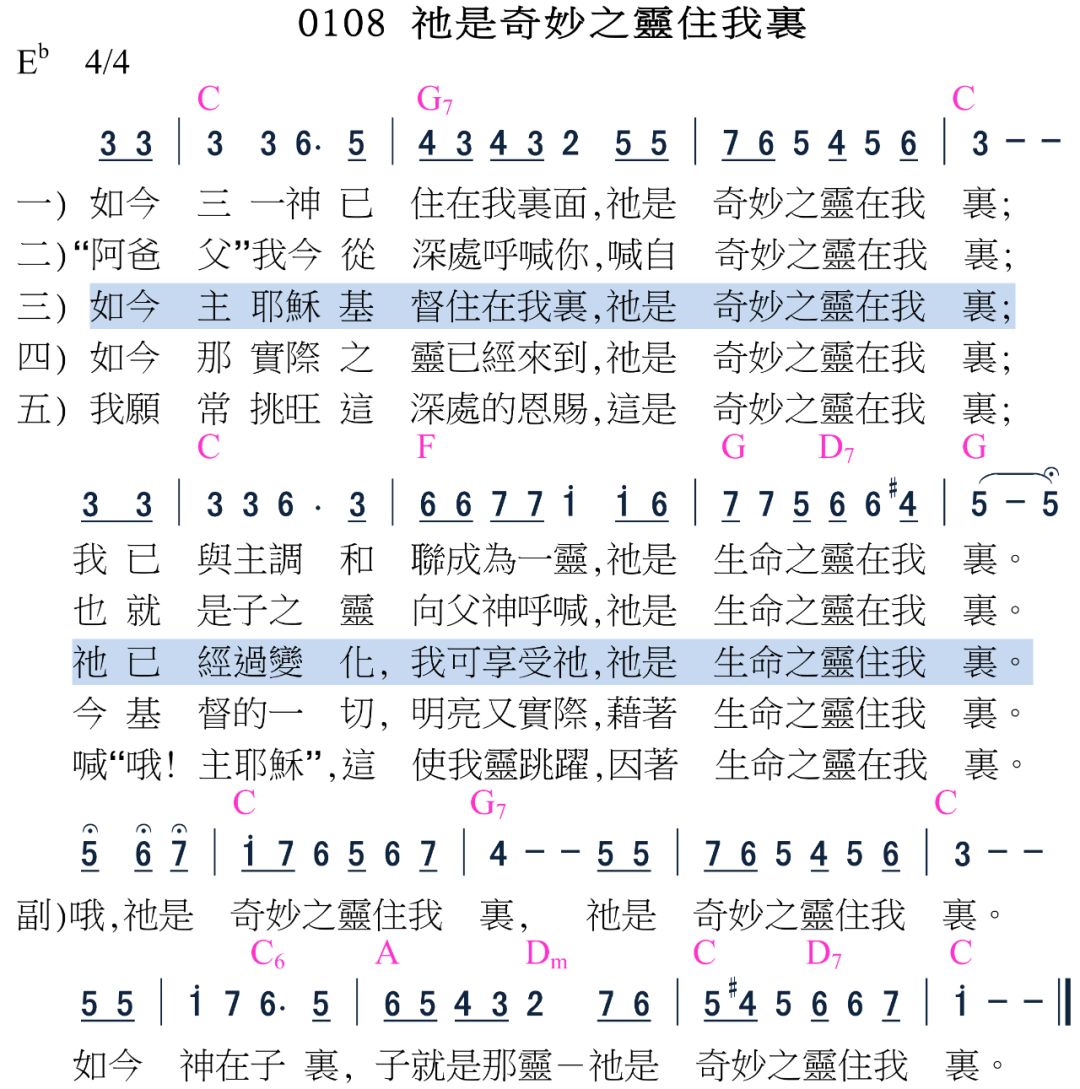 0108 祂是奇妙之靈住我裏
E♭ 4/4
C G7 C
3 3 | 3 3 6. 5 | 4 3 4 3 2 5 5 | 7 6 5 4 5 6 | 3 – –
一) 如今 三 一神 已 住在我裏面,祂是 奇妙之靈在我 裏;
二)“阿爸 父”我今 從 深處呼喊你,喊自 奇妙之靈在我 裏;
三) 如今 主 耶穌 基 督住在我裏,祂是 奇妙之靈在我 裏;
四) 如今 那 實際 之 靈已經來到,祂是 奇妙之靈在我 裏;
五) 我願 常 挑旺 這 深處的恩賜,這是 奇妙之靈在我 裏;
C F G D7 G
3 3 | 3 3 6 . 3 | 6 6 7 7 i i 6 | 7 7 5 6 6 #4 | 5 – 5
我 已 與主調 和 聯成為一靈,祂是 生命之靈在我 裏。
也 就 是子之 靈 向父神呼喊,祂是 生命之靈在我 裏。
祂 已 經過變 化, 我可享受祂,祂是 生命之靈住我 裏。
今 基 督的一 切, 明亮又實際,藉著 生命之靈住我 裏。
喊“哦! 主耶穌”,這 使我靈跳躍,因著 生命之靈在我 裏。
C G7 C
5 6 7 | i 7 6 5 6 7 | 4 – – 5 5 | 7 6 5 4 5 6 | 3 – –
副)哦,祂是 奇妙之靈住我 裏, 祂是 奇妙之靈住我 裏。
C6 A Dm C D7 C
5 5 | i 7 6. 5 | 6 5 4 3 2 7 6 | 5 #4 5 6 6 7 | i – –
如今 神在子 裏, 子就是那靈－祂是 奇妙之靈住我 裏。